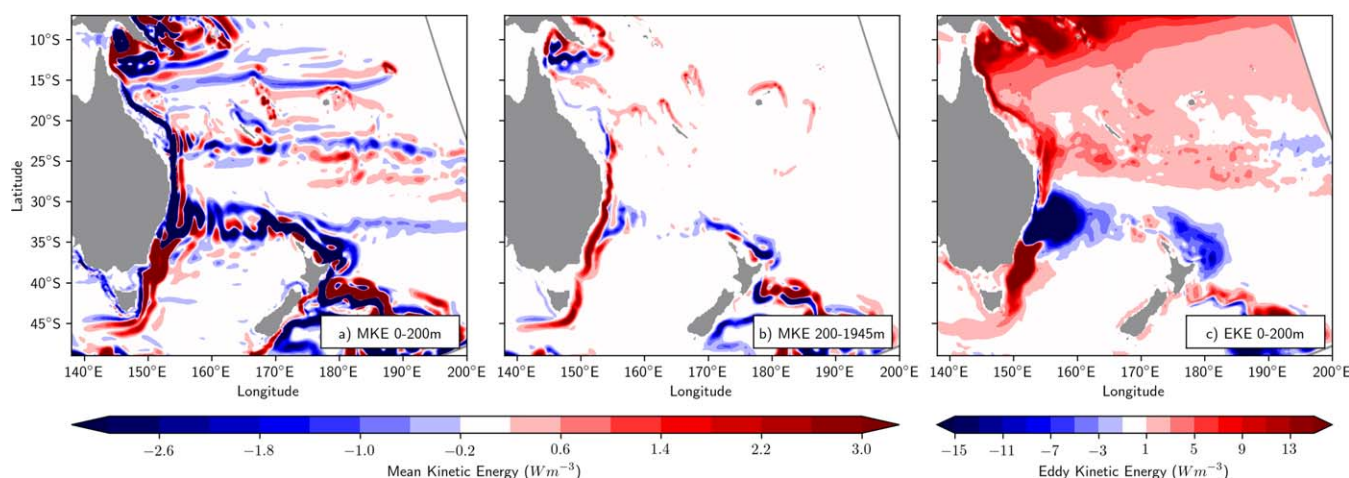 10°S
15°S
20°S
25°S
30°S
35°S
40°S
45°S
Latitude
a) MKE 0-200m
b) MKE 200-1945m
c) EKE 0-200m
140°E 150°E 160°E 170°E 180°E 190°E 200°E
140°E 150°E 160°E 170°E 180°E 190°E 200°E
140°E 150°E 160°E 170°E 180°E 190°E 200°E
Longitude
Longitude
Longitude
−2.6 −1.8 −1.0 −0.2 0.6 1.4 2.2 3.0
Mean Kinetic Energy (Wm⁻³)
−15 −11 −7 −3 1 5 9 13
Eddy Kinetic Energy (Wm⁻³)